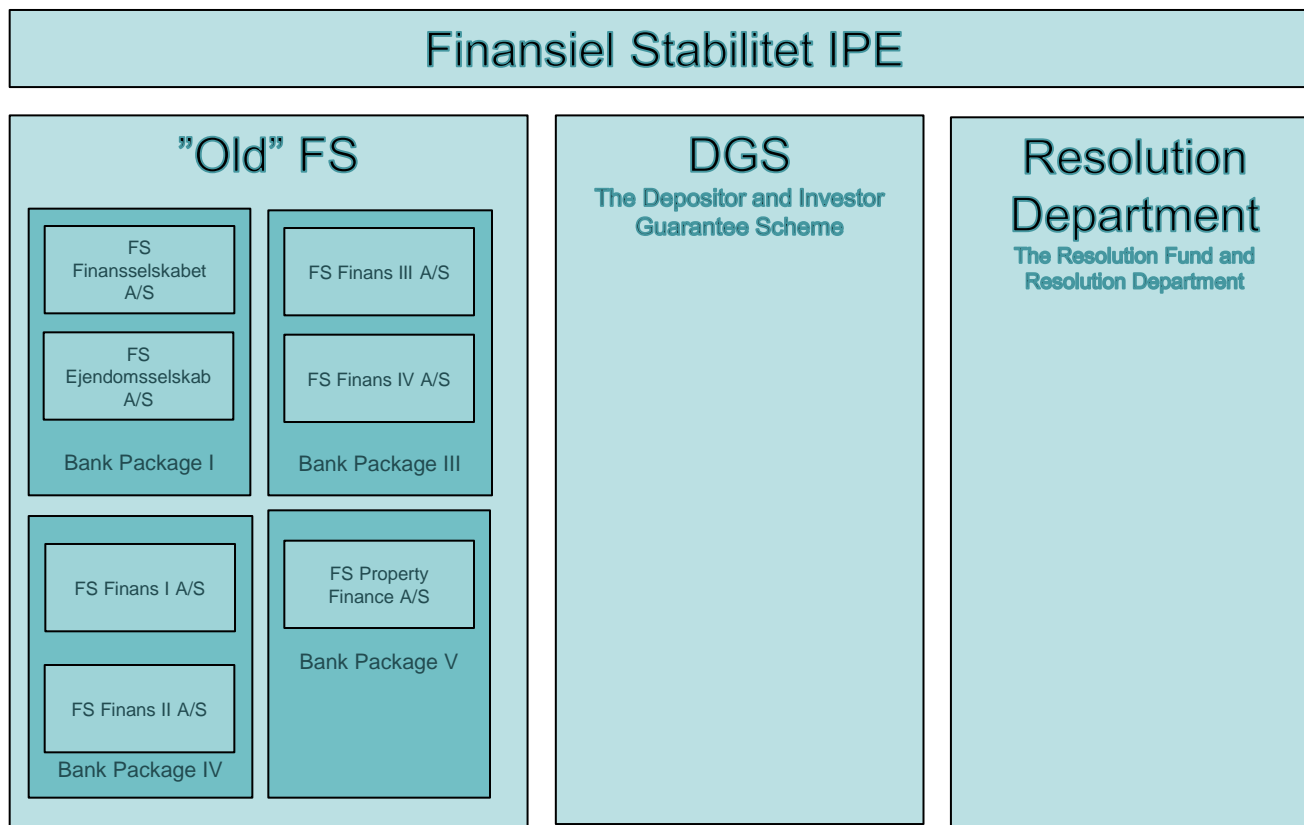 Finansiel Stabilitet IPE
”Old” FS
FS
Finansselskabet
A/S
FS
Ejendomsselskab
A/S
Bank Package I
FS Finans III A/S
FS Finans IV A/S
Bank Package III
FS Finans I A/S
FS Finans II A/S
Bank Package IV
FS Property
Finance A/S
Bank Package V
DGS
The Depositor and Investor
Guarantee Scheme
Resolution
Department
The Resolution Fund and
Resolution Department